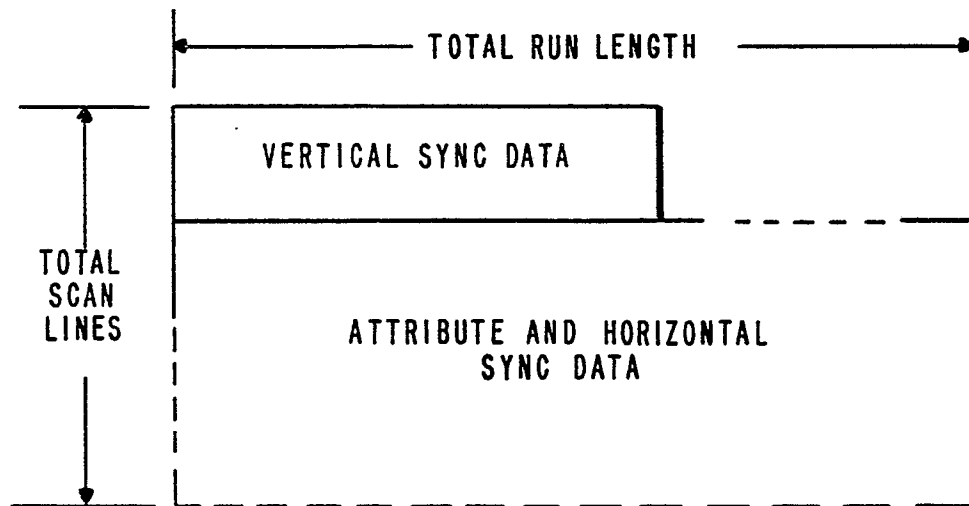 TOTAL RUN LENGTH
VERTICAL SYNC DATA
TOTAL
SCAN
LINES
ATTRIBUTE AND HORIZONTAL
SYNC DATA